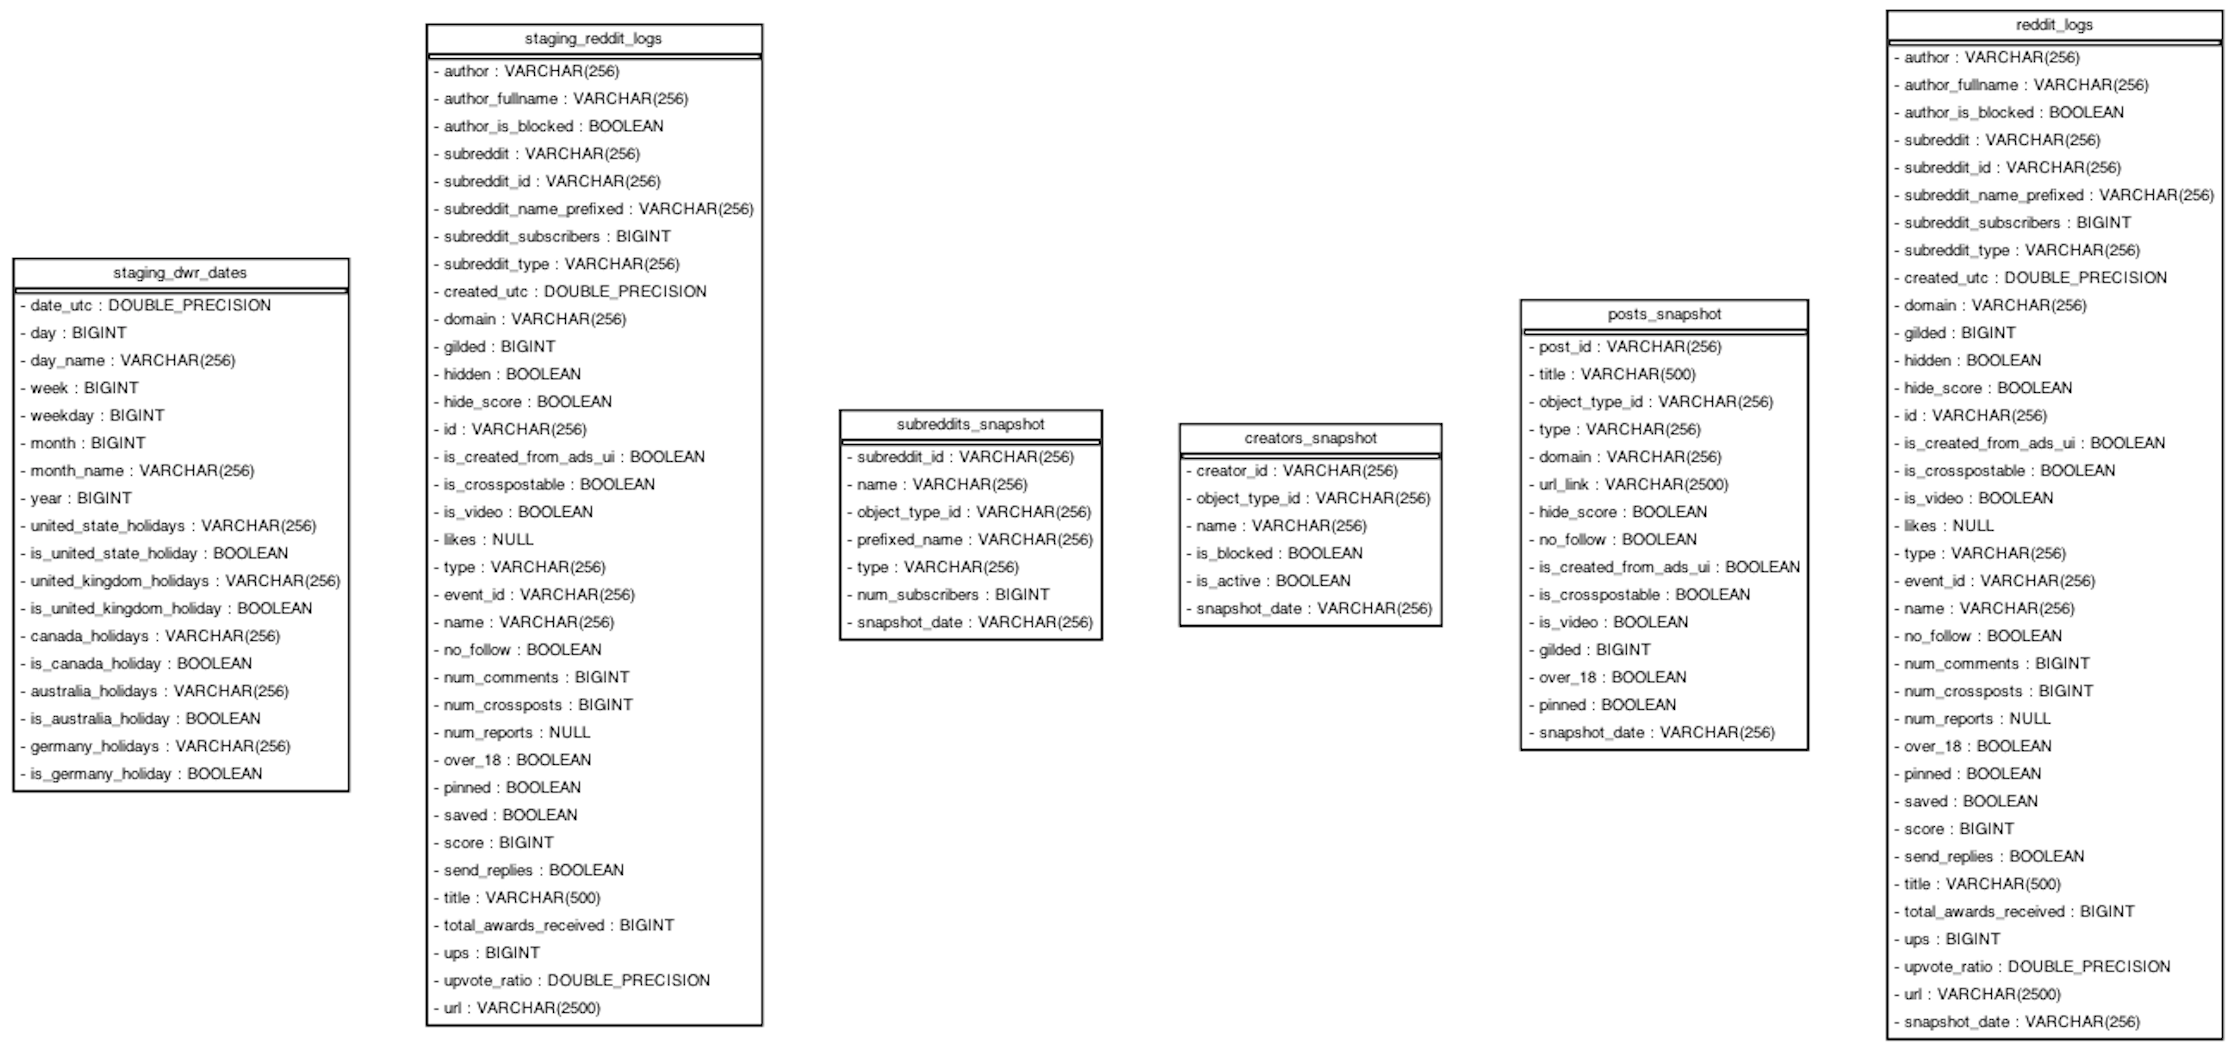 staging_dwr_dates
- date_utc : DOUBLE_PRECISION
- day : BIGINT
- day_name : VARCHAR(256)
- week : BIGINT
- weekday : BIGINT
- month : BIGINT
- month_name : VARCHAR(256)
- year : BIGINT
- united_state_holidays : VARCHAR(256)
- is_united_state_holiday : BOOLEAN
- united_kingdom_holidays : VARCHAR(256)
- is_united_kingdom_holiday : BOOLEAN
- canada_holidays : VARCHAR(256)
- is_canada_holiday : BOOLEAN
- australia_holidays : VARCHAR(256)
- is_australia_holiday : BOOLEAN
- germany_holidays : VARCHAR(256)
- is_germany_holiday : BOOLEAN
staging_reddit_logs
- author : VARCHAR(256)
- author_fullname : VARCHAR(256)
- author_is_blocked : BOOLEAN
- subreddit : VARCHAR(256)
- subreddit_id : VARCHAR(256)
- subreddit_name_prefixed : VARCHAR(256)
- subreddit_subscribers : BIGINT
- subreddit_type : VARCHAR(256)
- created_utc : DOUBLE_PRECISION
- domain : VARCHAR(256)
- gilded : BIGINT
- hidden : BOOLEAN
- hide_score : BOOLEAN
- id : VARCHAR(256)
- is_created_from_ads_ui : BOOLEAN
- is_crosspostable : BOOLEAN
- is_video : BOOLEAN
- likes : NULL
- type : VARCHAR(256)
- event_id : VARCHAR(256)
- name : VARCHAR(256)
- no_follow : BOOLEAN
- num_comments : BIGINT
- num_crossposts : BIGINT
- num_reports : NULL
- over_18 : BOOLEAN
- pinned : BOOLEAN
- saved : BOOLEAN
- score : BIGINT
- send_replies : BOOLEAN
- title : VARCHAR(500)
- total_awards_received : BIGINT
- ups : BIGINT
- upvote_ratio : DOUBLE_PRECISION
- url : VARCHAR(2500)
subreddits_snapshot
- subreddit_id : VARCHAR(256)
- name : VARCHAR(256)
- object_type_id : VARCHAR(256)
- prefixed_name : VARCHAR(256)
- type : VARCHAR(256)
- num_subscribers : BIGINT
- snapshot_date : VARCHAR(256)
creators_snapshot
- creator_id : VARCHAR(256)
- object_type_id : VARCHAR(256)
- name : VARCHAR(256)
- is_blocked : BOOLEAN
- is_active : BOOLEAN
- snapshot_date : VARCHAR(256)
posts_snapshot
- post_id : VARCHAR(256)
- title : VARCHAR(500)
- object_type_id : VARCHAR(256)
- type : VARCHAR(256)
- domain : VARCHAR(256)
- url_link : VARCHAR(2500)
- hide_score : BOOLEAN
- no_follow : BOOLEAN
- is_created_from_ads_ui : BOOLEAN
- is_crosspostable : BOOLEAN
- is_video : BOOLEAN
- gilded : BIGINT
- over_18 : BOOLEAN
- pinned : BOOLEAN
- snapshot_date : VARCHAR(256)
reddit_logs
- author : VARCHAR(256)
- author_fullname : VARCHAR(256)
- author_is_blocked : BOOLEAN
- subreddit : VARCHAR(256)
- subreddit_id : VARCHAR(256)
- subreddit_name_prefixed : VARCHAR(256)
- subreddit_subscribers : BIGINT
- subreddit_type : VARCHAR(256)
- created_utc : DOUBLE_PRECISION
- domain : VARCHAR(256)
- gilded : BIGINT
- hidden : BOOLEAN
- hide_score : BOOLEAN
- id : VARCHAR(256)
- is_created_from_ads_ui : BOOLEAN
- is_crosspostable : BOOLEAN
- is_video : BOOLEAN
- likes : NULL
- type : VARCHAR(256)
- event_id : VARCHAR(256)
- name : VARCHAR(256)
- no_follow : BOOLEAN
- num_comments : BIGINT
- num_crossposts : BIGINT
- num_reports : NULL
- over_18 : BOOLEAN
- pinned : BOOLEAN
- saved : BOOLEAN
- score : BIGINT
- send_replies : BOOLEAN
- title : VARCHAR(500)
- total_awards_received : BIGINT
- ups : BIGINT
- upvote_ratio : DOUBLE_PRECISION
- url : VARCHAR(2500)
- snapshot_date : VARCHAR(256)